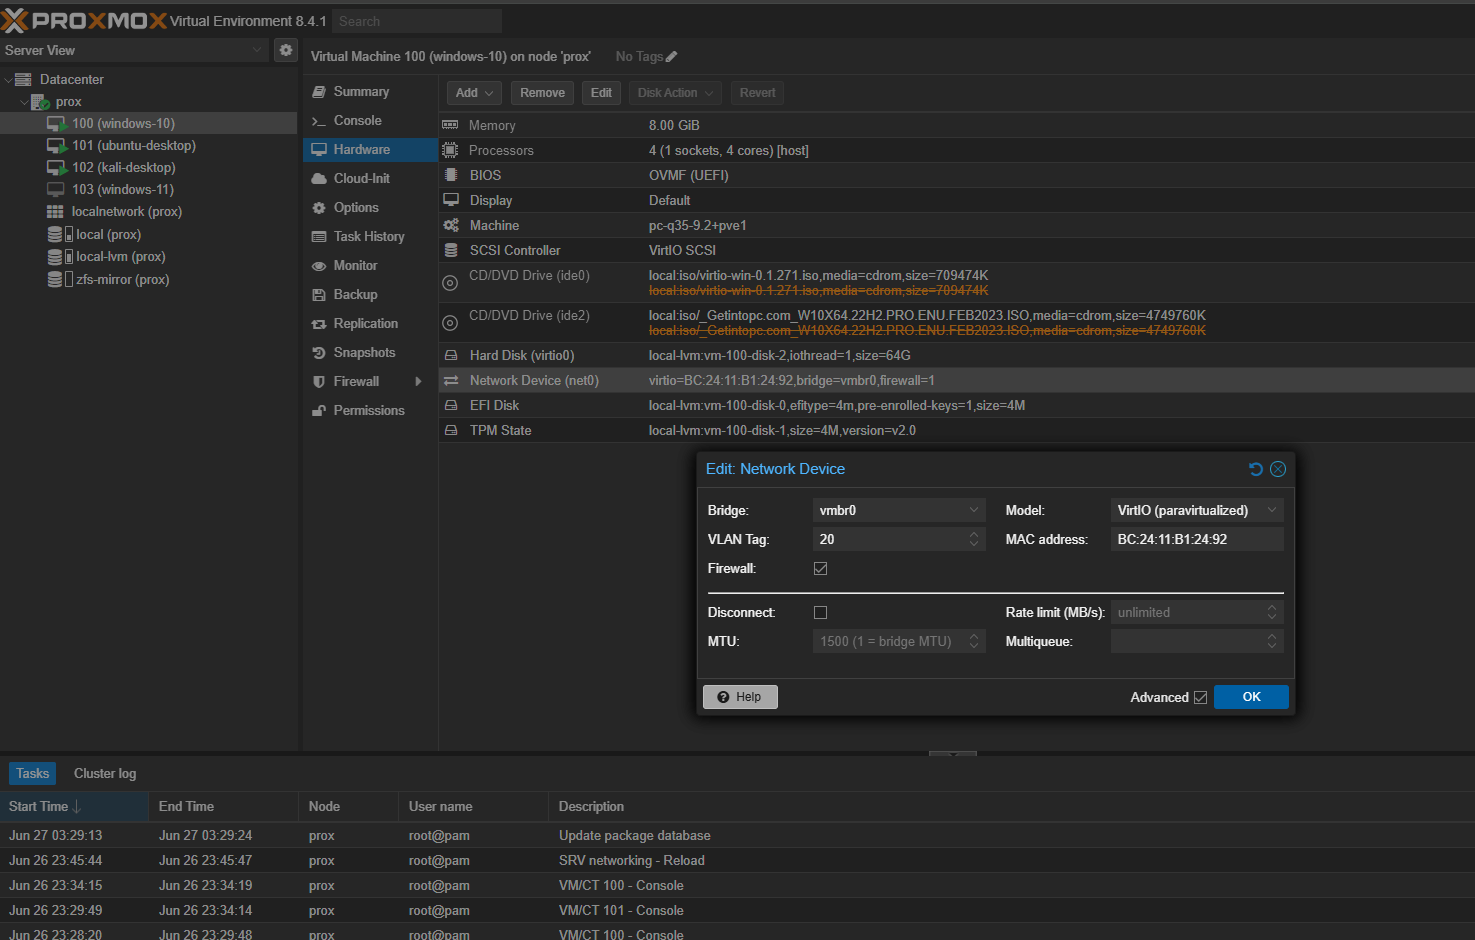 PROXMOX Virtual Environment 8.4.1 Search
Server View
Datacenter
prox
100 (windows-10)
101 (ubuntu-desktop)
102 (kali-desktop)
103 (windows-11)
localnetwork (prox)
local (prox)
local-lvm (prox)
zfs-mirror (prox)
Virtual Machine 100 (windows-10) on node 'prox' No Tags
Summary
Console
Hardware
Cloud-Init
Options
Task History
Monitor
Backup
Replication
Snapshots
Firewall
Permissions
Add Remove Edit Disk Action Revert
Memory 8.00 GiB
Processors 4 (1 sockets, 4 cores) [host]
BIOS OVMF (UEFI)
Display Default
Machine pc-q35-9.2+pve1
SCSI Controller VirtIO SCSI
CD/DVD Drive (ide0) local:iso/virtio-win-0.1.271.iso,media=cdrom,size=709474K
local:iso/virtio-win-0.1.271.iso,media=cdrom,size=709474K
CD/DVD Drive (ide2) local:iso/_Getintopc.com_W10X64.22H2.PRO.ENU.FEB2023.ISO,media=cdrom,size=4749760K
local:iso/_Getintopc.com_W10X64.22H2.PRO.ENU.FEB2023.ISO,media=cdrom,size=4749760K
Hard Disk (virtio0) local-lvm:vm-100-disk-2,iothread=1,size=64G
Network Device (net0) virtio=BC:24:11:B1:24:92,bridge=vmbr0,firewall=1
EFI Disk local-lvm:vm-100-disk-0,efitype=4m,pre-enrolled-keys=1,size=4M
TPM State local-lvm:vm-100-disk-1,size=4M,version=v2.0
Edit: Network Device
Bridge: vmbr0 Model: VirtIO (paravirtualized)
VLAN Tag: 20 MAC address: BC:24:11:B1:24:92
Firewall:
Disconnect: Rate limit (MB/s): unlimited
MTU: 1500 (1 = bridge MTU) Multiqueue:
Help Advanced OK
Tasks Cluster log
Start Time End Time Node User name Description
Jun 27 03:29:13 Jun 27 03:29:24 prox root@pam Update package database
Jun 26 23:45:44 Jun 26 23:45:47 prox root@pam SRV networking - Reload
Jun 26 23:34:15 Jun 26 23:34:19 prox root@pam VM/CT 100 - Console
Jun 26 23:29:49 Jun 26 23:34:14 prox root@pam VM/CT 101 - Console
Jun 26 23:28:20 Jun 26 23:29:48 prox root@pam VM/CT 100 - Console